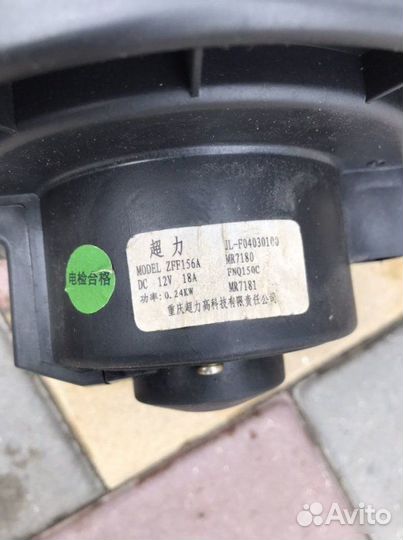 电检合格
超力 JL-F04030100
MODEL ZFF156A MR7180
DC 12V 18A FNQ150C
功率:0.24KW MR7181
重庆超力高科技有限责任公司
Avito